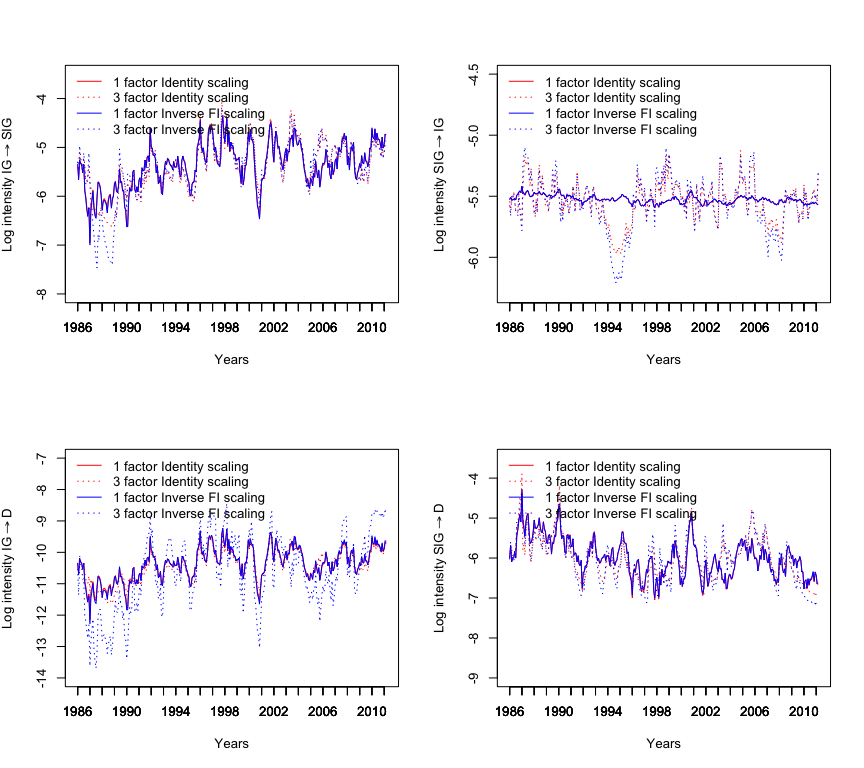 Log intensity IG → SIG
-4
-5
-6
-7
-8
1 factor Identity scaling
3 factor Identity scaling
1 factor Inverse FI scaling
3 factor Inverse FI scaling
1986 1990 1994 1998 2002 2006 2010
Years
Log intensity SIG → IG
-4.5
-5.0
-5.5
-6.0
1 factor Identity scaling
3 factor Identity scaling
1 factor Inverse FI scaling
3 factor Inverse FI scaling
1986 1990 1994 1998 2002 2006 2010
Years
Log intensity IG → D
-7
-8
-9
-10
-11
-12
-13
-14
1 factor Identity scaling
3 factor Identity scaling
1 factor Inverse FI scaling
3 factor Inverse FI scaling
1986 1990 1994 1998 2002 2006 2010
Years
Log intensity SIG → D
-4
-5
-6
-7
-8
-9
1 factor Identity scaling
3 factor Identity scaling
1 factor Inverse FI scaling
3 factor Inverse FI scaling
1986 1990 1994 1998 2002 2006 2010
Years